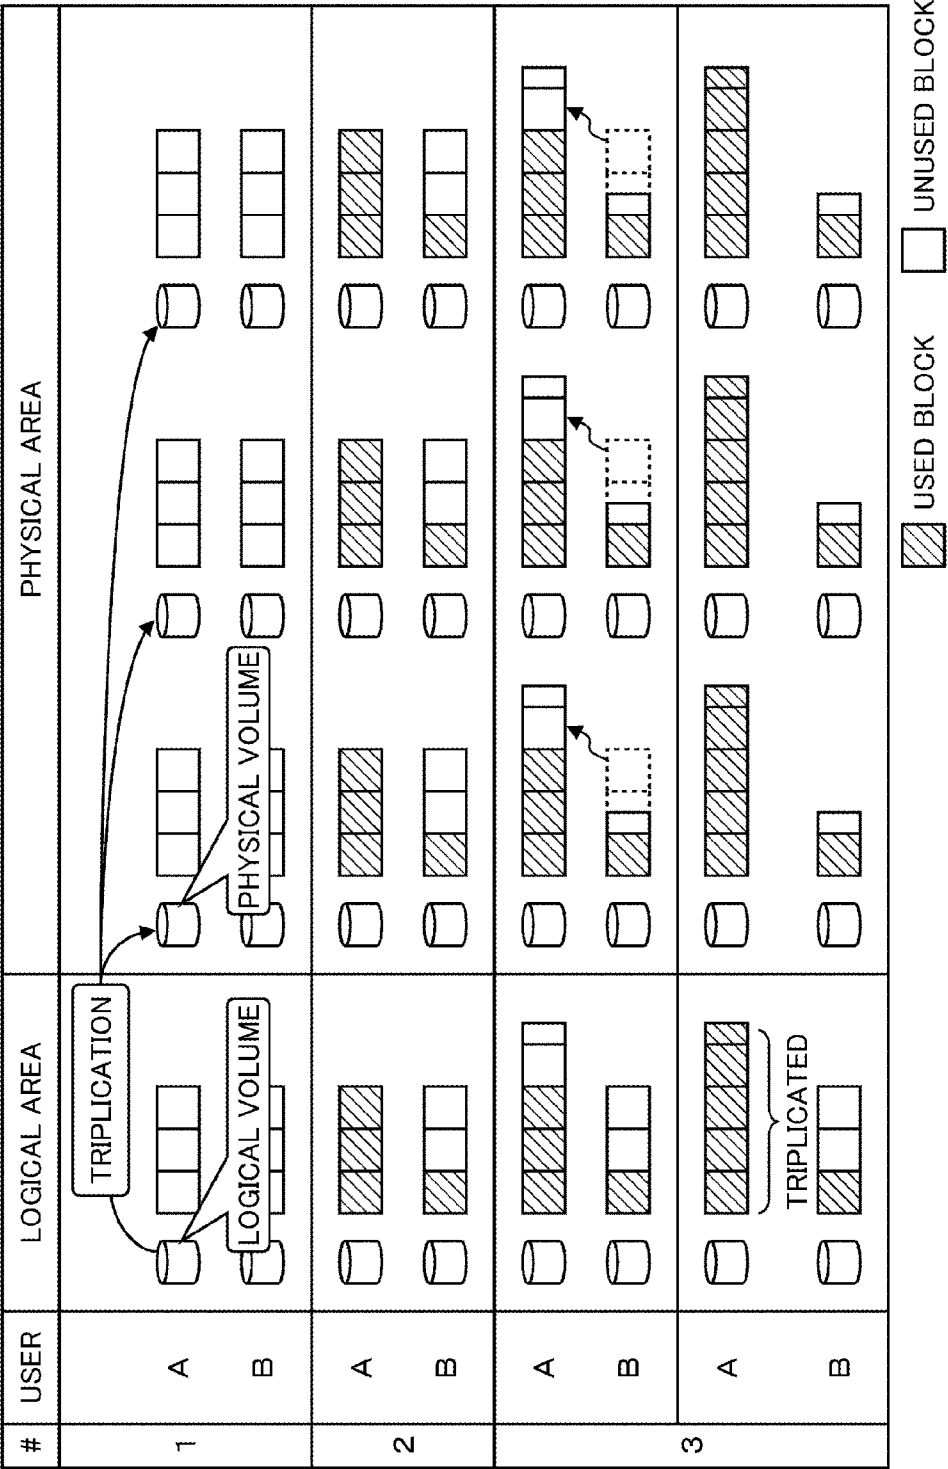 # USER LOGICAL AREA PHYSICAL AREA
TRIPLICATION
1 A
B LOGICAL VOLUME PHYSICAL VOLUME
2 A
B
3 A
TRIPLICATED
B
A
B
USED BLOCK UNUSED BLOCK